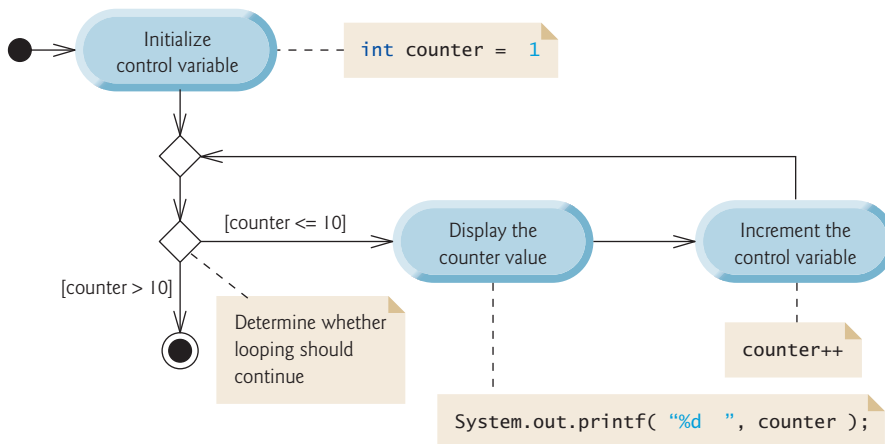 Initialize
control variable
int counter =  1
[counter <= 10]
Display the
counter value
Increment the
control variable
[counter > 10]
Determine whether
looping should
continue
counter++
System.out.printf( “%d  ”, counter );